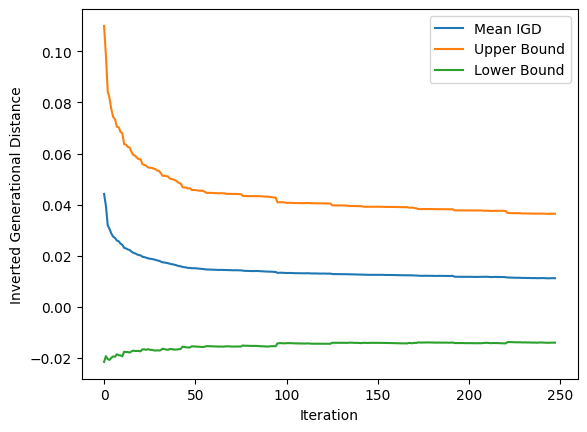 Mean IGD
Upper Bound
Lower Bound
0.10
0.08
0.06
0.04
0.02
0.00
−0.02
Inverted Generational Distance
0
50
100
150
200
250
Iteration